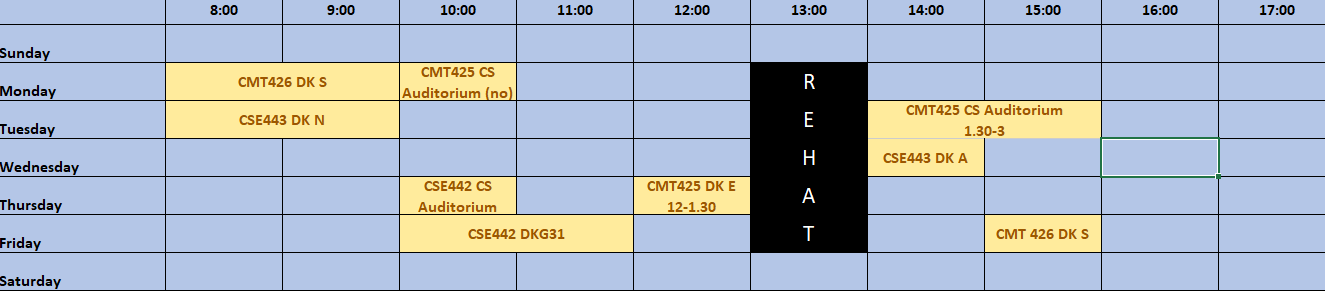 8:00 9:00 10:00 11:00 12:00 13:00 14:00 15:00 16:00 17:00
Sunday
Monday CMT426 DK S CMT425 CS
Auditorium (no) R
Tuesday CSE443 DK N E CMT425 CS Auditorium
1.30-3
Wednesday H CSE443 DK A
Thursday CSE442 CS
Auditorium CMT425 DK E
12-1.30 A
Friday CSE442 DKG31 T CMT 426 DK S
Saturday